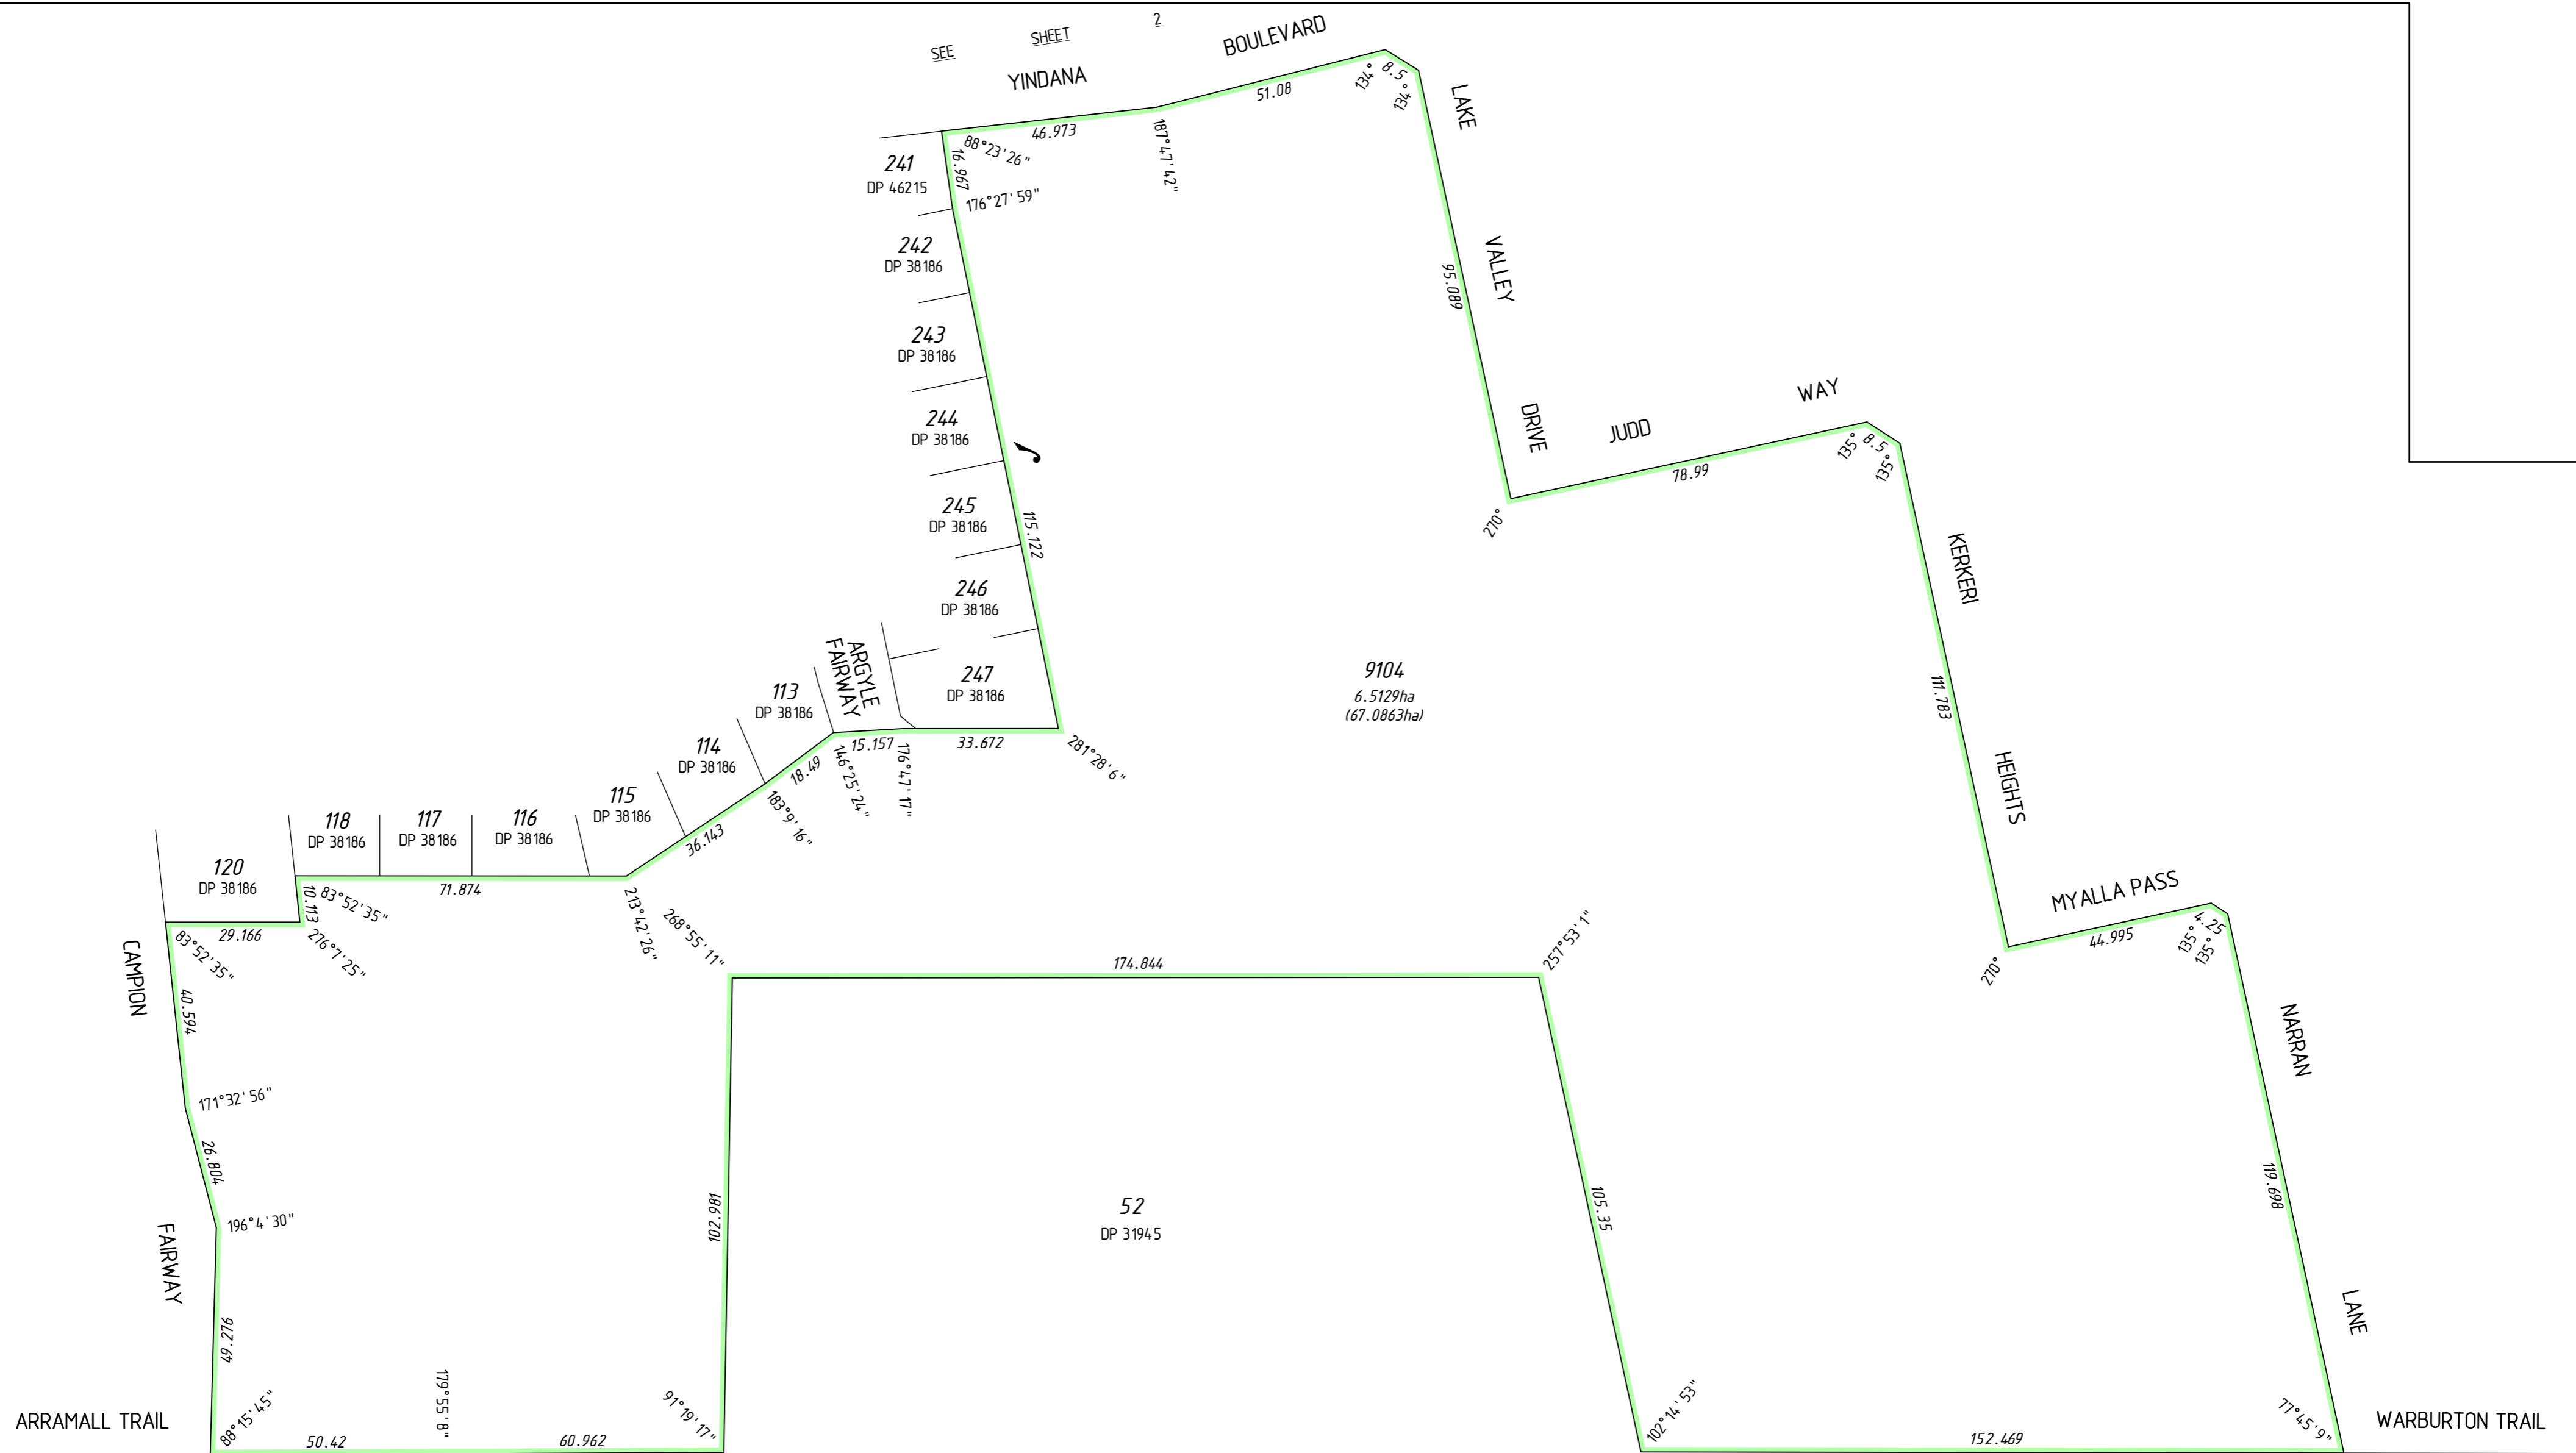 SEE SHEET 2
YINDANA BOULEVARD
46.973
51.08
134°
8.5
134°
88°23'26"
187°47'42"
16.967
176°27'59"
241
DP 46215
242
DP 38186
243
DP 38186
244
DP 38186
245
DP 38186
246
DP 38186
247
DP 38186
115.122
LAKE VALLEY DRIVE
95.089
JUDD WAY
78.99
270°
135°
8.5
135°
KERKERI HEIGHTS
111.783
9104
6.5129ha
(67.0863ha)
ARGYLE
FAIRWAY
113
DP 38186
114
DP 38186
115
DP 38186
116
DP 38186
117
DP 38186
118
DP 38186
120
DP 38186
15.157
33.672
281°28'6"
18.49
146°25'24"
176°47'17"
183°9'16"
36.143
71.874
213°42'26"
10.113
83°52'35"
29.166
276°7'25"
83°52'35"
CAMPION FAIRWAY
40.594
171°32'56"
26.804
196°4'30"
49.276
88°15'45"
ARRAMALL TRAIL
50.42
179°55'8"
60.962
91°19'17"
102.981
268°55'11"
174.844
257°53'1"
52
DP 31945
105.35
102°14'53"
152.469
77°45'9"
WARBURTON TRAIL
MYALLA PASS
44.995
270°
135°
4.25
135°
NARRAN LANE
119.698